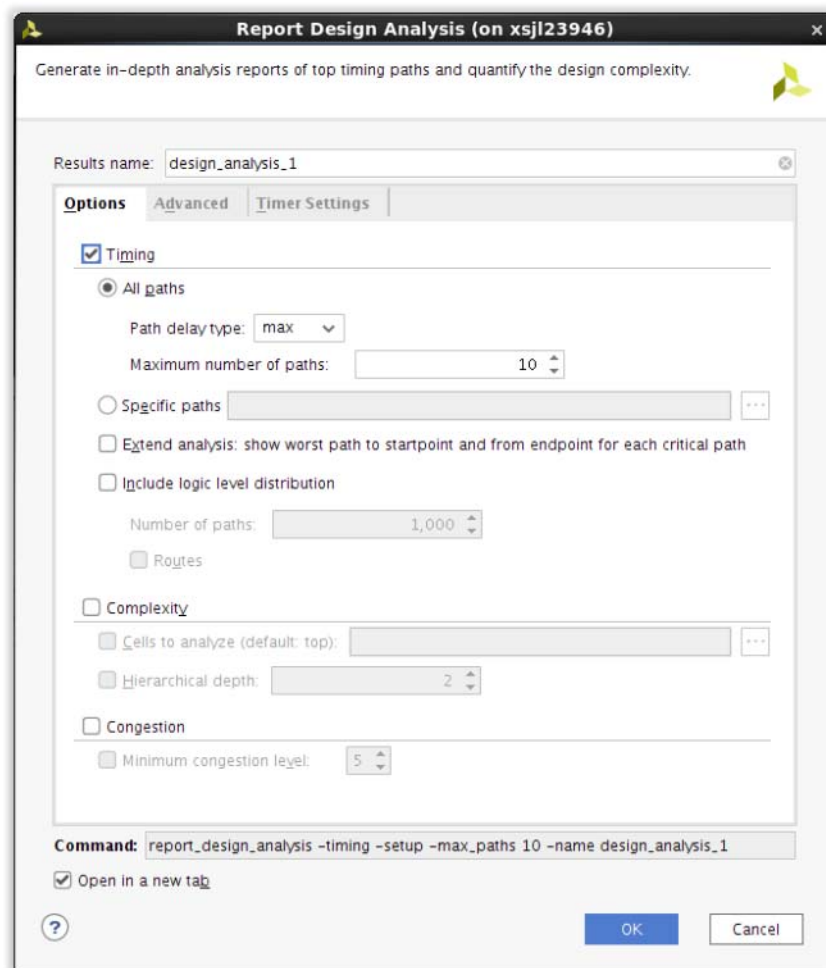 Report Design Analysis (on xsjl23946)
Generate in-depth analysis reports of top timing paths and quantify the design complexity.
Results name: design_analysis_1
Options Advanced Timer Settings
Timing
All paths
Path delay type: max
Maximum number of paths: 10
Specific paths
Extend analysis: show worst path to startpoint and from endpoint for each critical path
Include logic level distribution
Number of paths: 1,000
Routes
Complexity
Cells to analyze (default: top):
Hierarchical depth: 2
Congestion
Minimum congestion level: 5
Command: report_design_analysis -timing -setup -max_paths 10 -name design_analysis_1
Open in a new tab
? OK Cancel